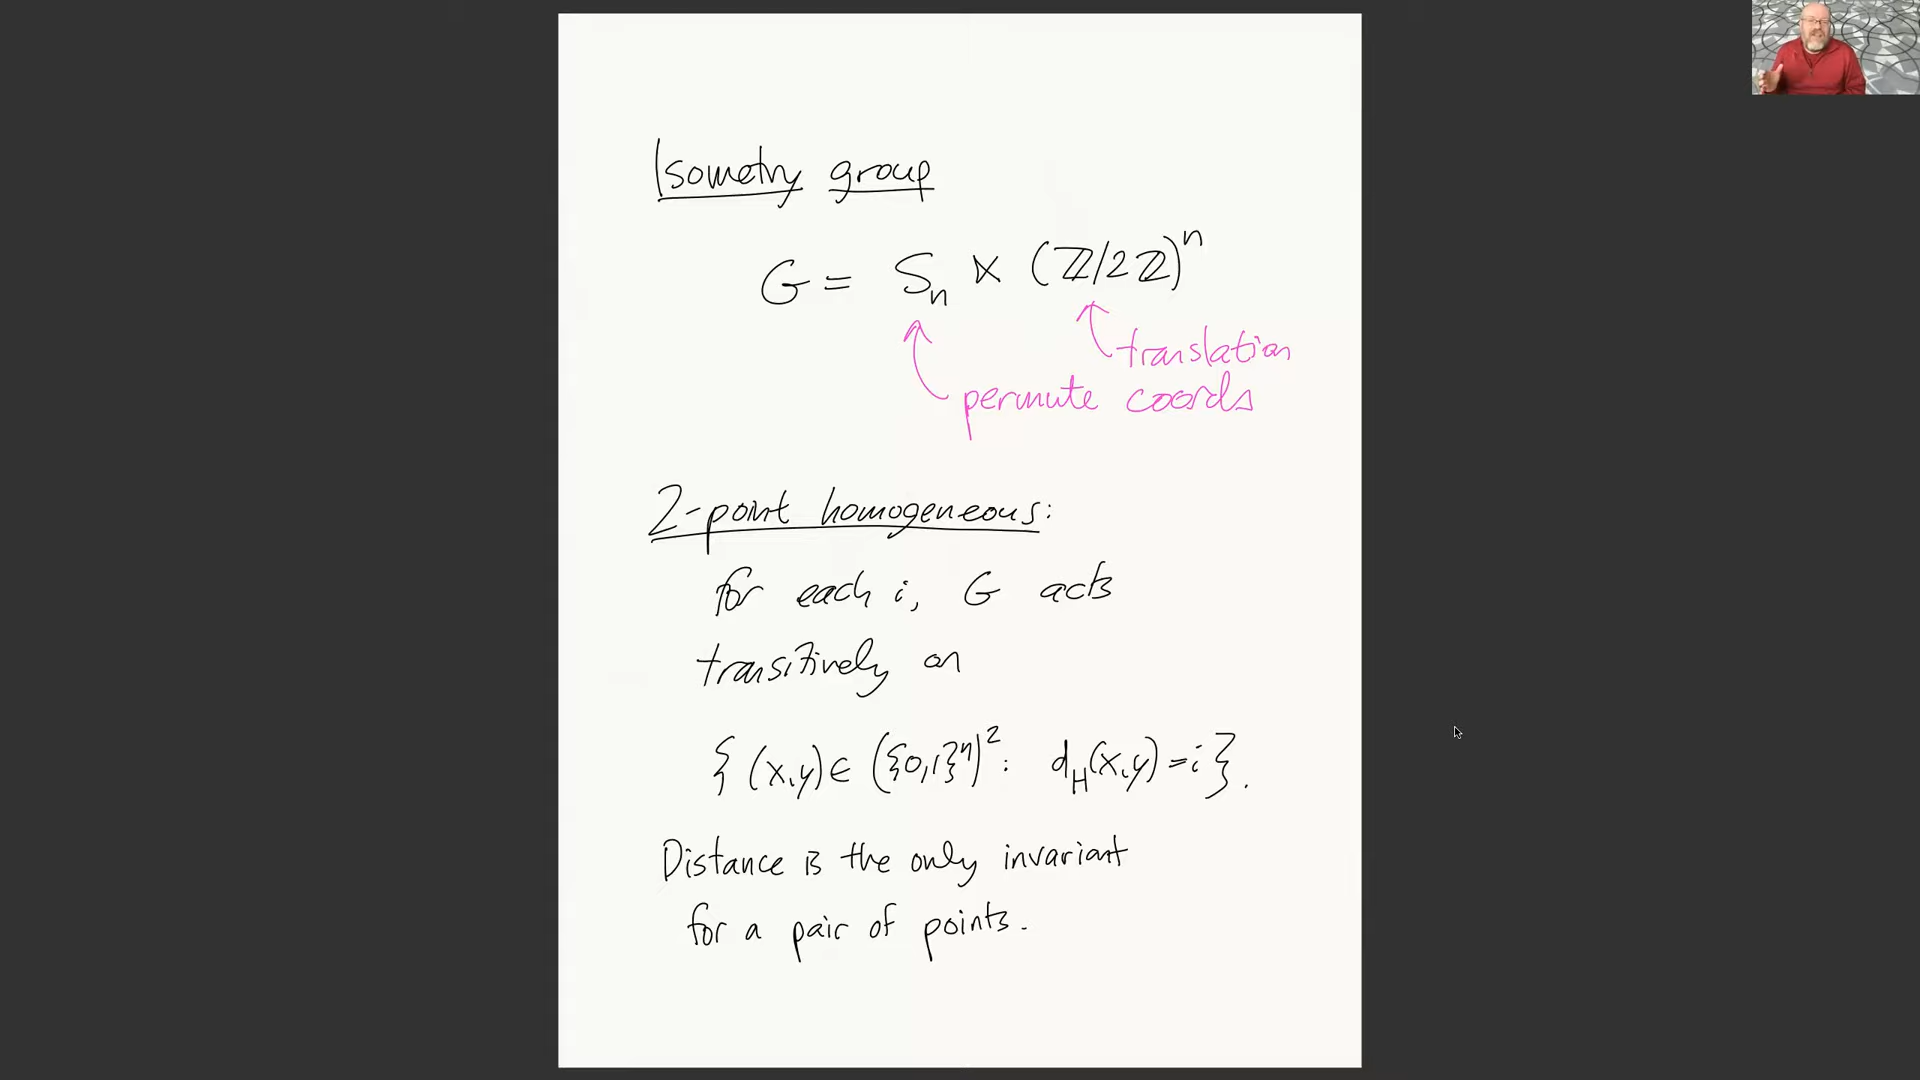 Isometry group
G = Sₙ ⋉ (ℤ/2ℤ)ⁿ
translation
permute coords
2-point homogeneous:
for each i, G acts
transitively on
{ (x,y) ∈ ({0,1}ⁿ)²: d_H(x,y) = i }.
Distance is the only invariant
for a pair of points.